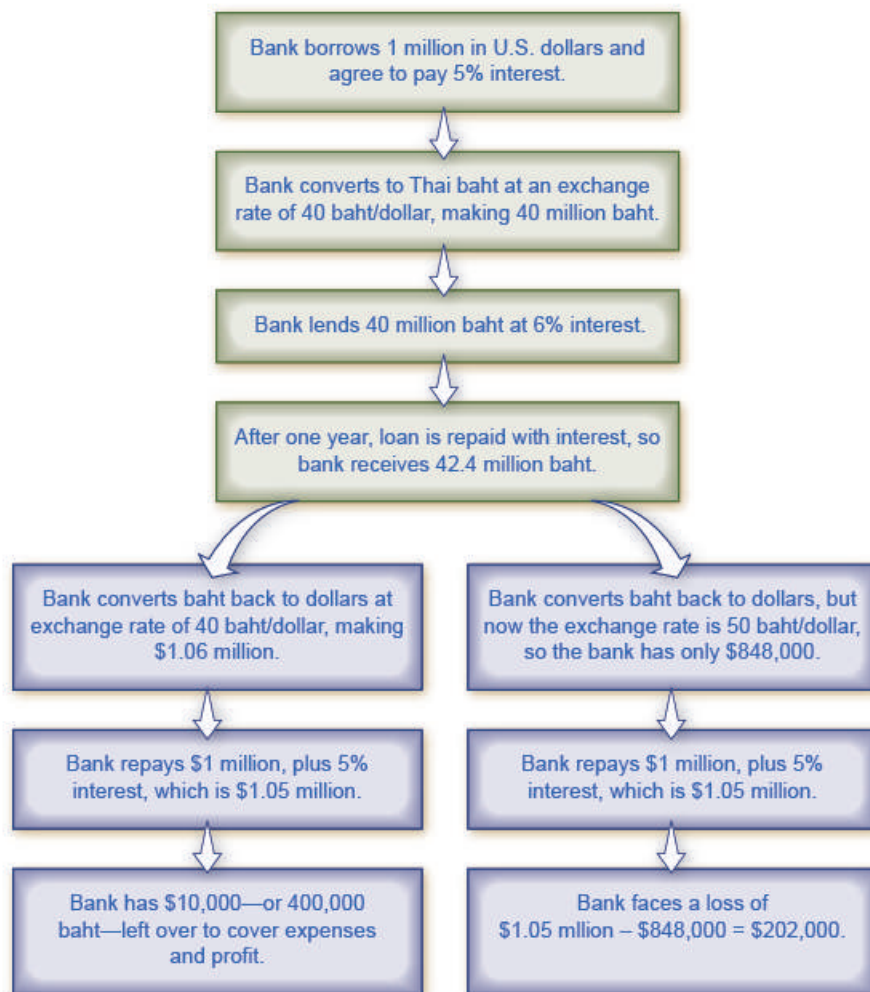 Bank borrows 1 million in U.S. dollars and
agree to pay 5% interest.
Bank converts to Thai baht at an exchange
rate of 40 baht/dollar, making 40 million baht.
Bank lends 40 million baht at 6% interest.
After one year, loan is repaid with interest, so
bank receives 42.4 million baht.
Bank converts baht back to dollars at
exchange rate of 40 baht/dollar, making
$1.06 million.
Bank repays $1 million, plus 5%
interest, which is $1.05 million.
Bank has $10,000—or 400,000
baht—left over to cover expenses
and profit.
Bank converts baht back to dollars, but
now the exchange rate is 50 baht/dollar,
so the bank has only $848,000.
Bank repays $1 million, plus 5%
interest, which is $1.05 million.
Bank faces a loss of
$1.05 mllion – $848,000 = $202,000.